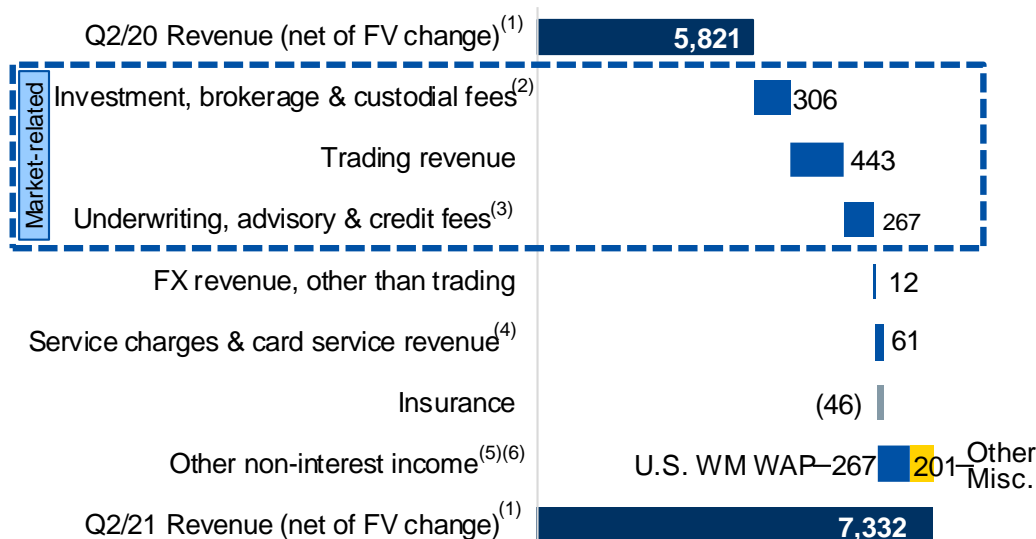 Q2/20 Revenue (net of FV change)(1) 5,821
Market-related
Investment, brokerage & custodial fees(2) 306
Trading revenue 443
Underwriting, advisory & credit fees(3) 267
FX revenue, other than trading 12
Service charges & card service revenue(4) 61
Insurance (46)
Other non-interest income(5)(6) U.S. WM WAP 267 201 Other
Misc.
Q2/21 Revenue (net of FV change)(1) 7,332